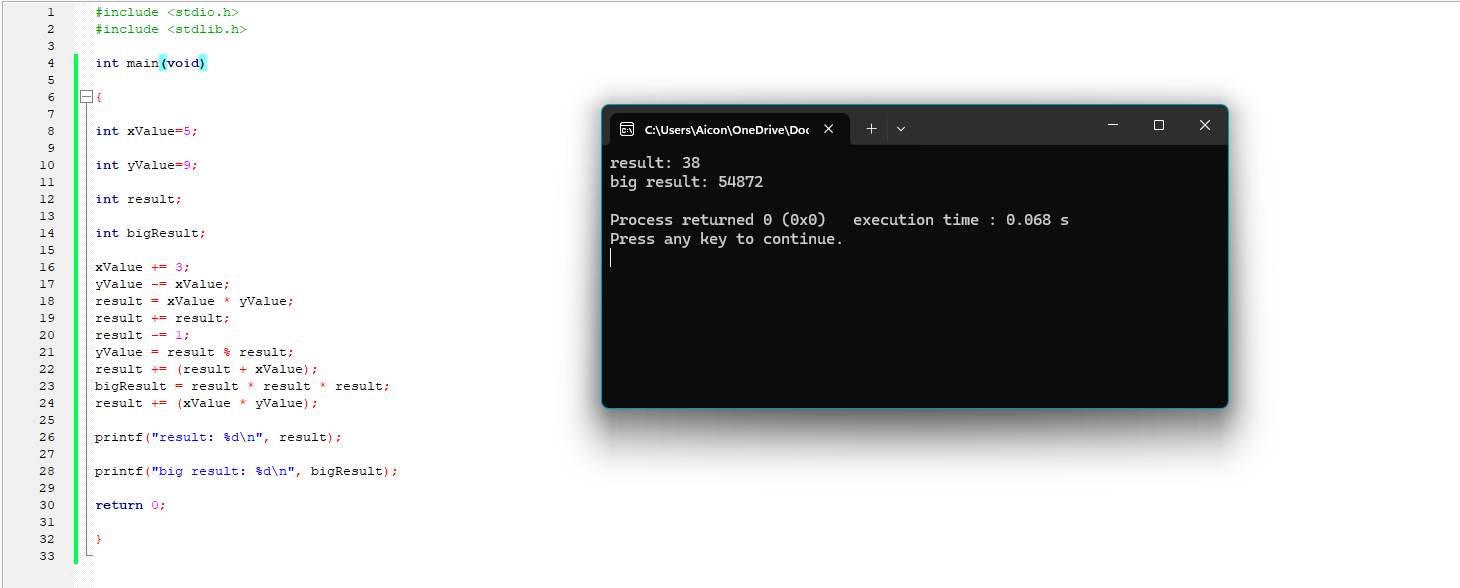 1 #include <stdio.h>
2 #include <stdlib.h>
3
4 int main(void)
5
6 {
7
8 int xValue=5;
9
10 int yValue=9;
11
12 int result;
13
14 int bigResult;
15
16 xValue += 3;
17 yValue -= xValue;
18 result = xValue * yValue;
19 result += result;
20 result -= 1;
21 yValue = result % result;
22 result += (result + xValue);
23 bigResult = result * result * result;
24 result += (xValue * yValue);
25
26 printf("result: %d\n", result);
27
28 printf("big result: %d\n", bigResult);
29
30 return 0;
31
32 }
33
C:\Users\Aicon\OneDrive\Doc
result: 38
big result: 54872
Process returned 0 (0x0)   execution time : 0.068 s
Press any key to continue.